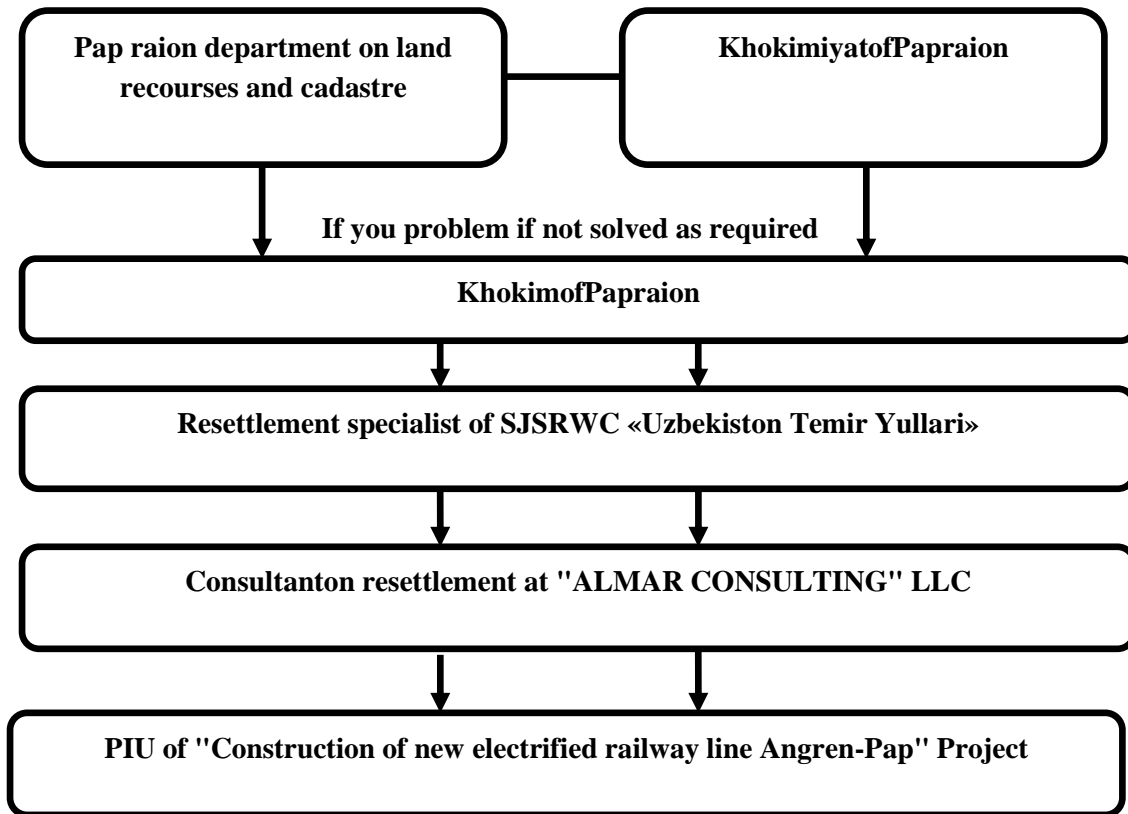 Pap raion department on land
recourses and cadastre
KhokimiyatofPapraion
If you problem if not solved as required
KhokimofPapraion
Resettlement specialist of SJSRWC «Uzbekiston Temir Yullari»
Consultanton resettlement at "ALMAR CONSULTING" LLC
PIU of "Construction of new electrified railway line Angren-Pap" Project